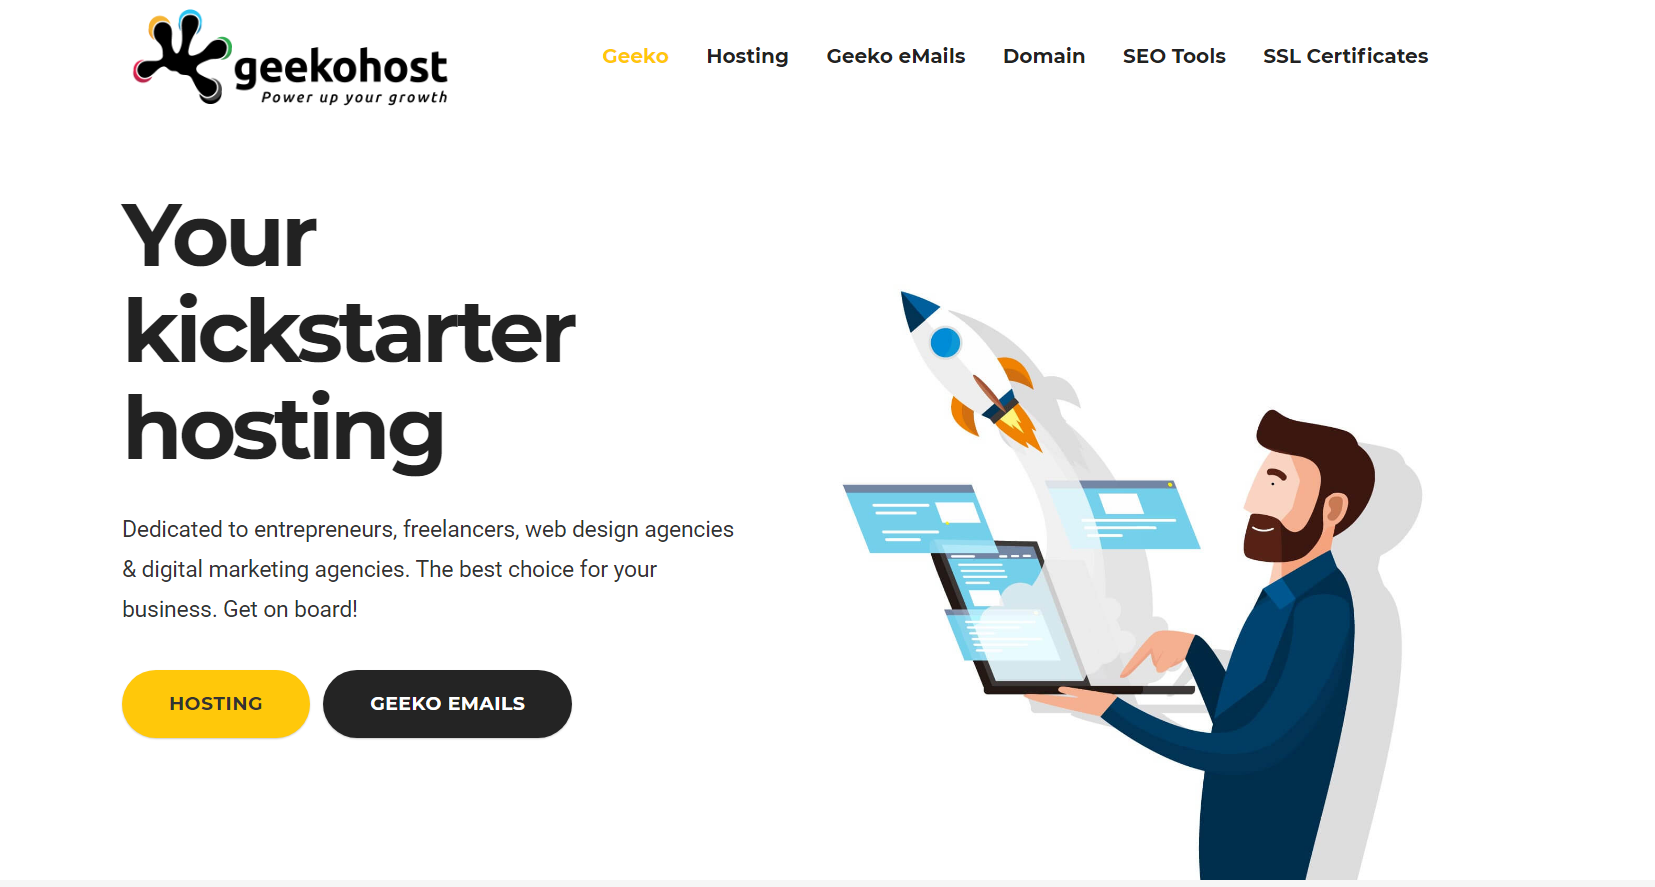 geekohost
Power up your growth
Geeko
Hosting
Geeko eMails
Domain
SEO Tools
SSL Certificates
Your
kickstarter
hosting
Dedicated to entrepreneurs, freelancers, web design agencies
& digital marketing agencies. The best choice for your
business. Get on board!
HOSTING
GEEKO EMAILS